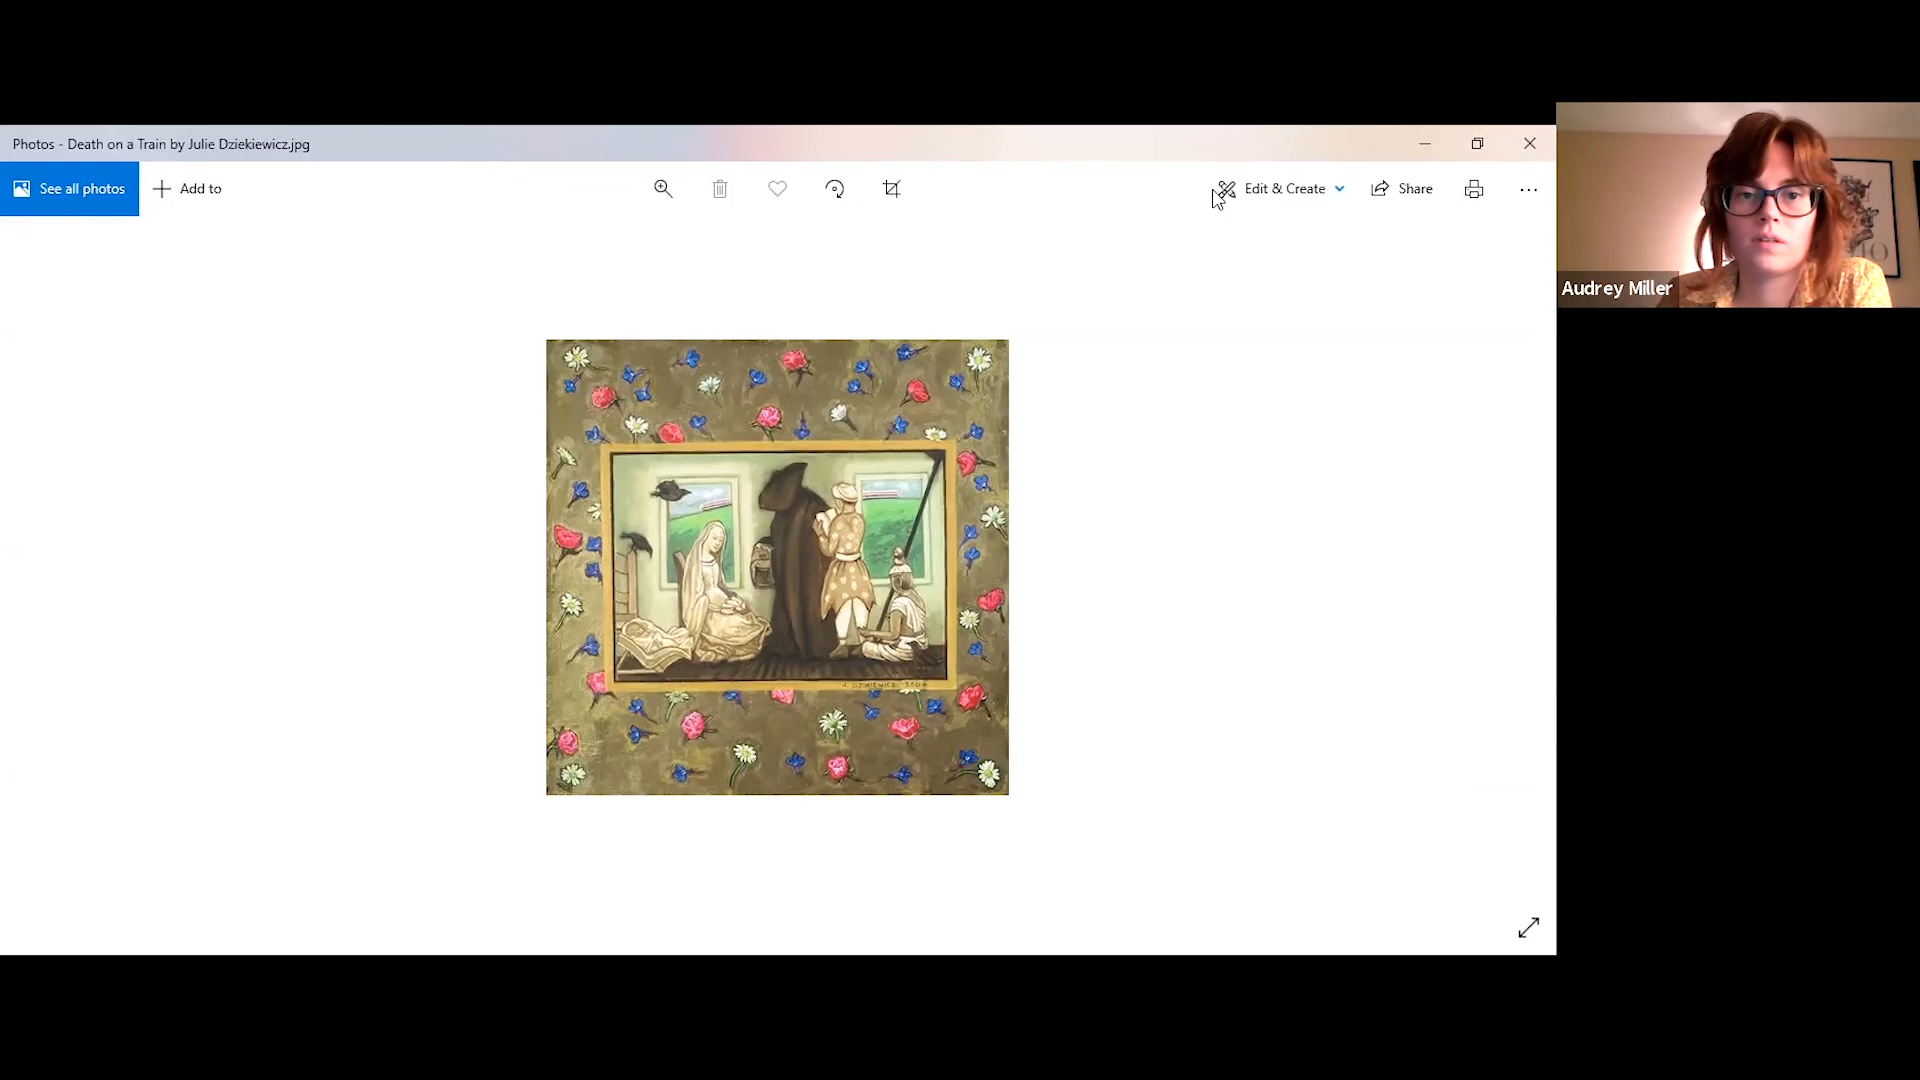 Photos - Death on a Train by Julie Dziekiewicz.jpg
See all photos
Add to
Edit & Create
Share
Audrey Miller